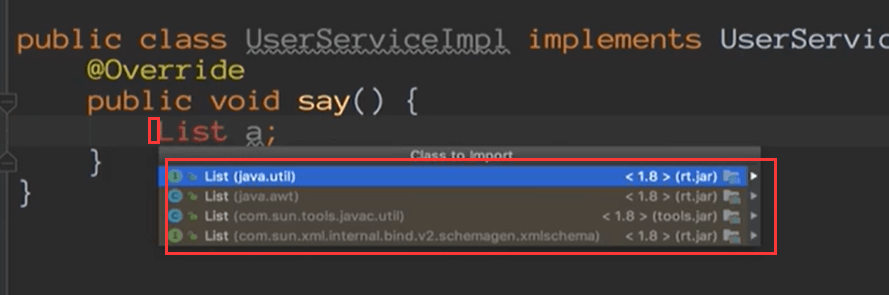 public class UserServiceImpl implements UserServic
@Override
public void say() {
List a;
Class to Import
List (java.util) < 1.8 > (rt.jar)
List (java.awt) < 1.8 > (rt.jar)
List (com.sun.tools.javac.util) < 1.8 > (tools.jar)
List (com.sun.xml.internal.bind.v2.schemagen.xmlschema) < 1.8 > (rt.jar)
}
}